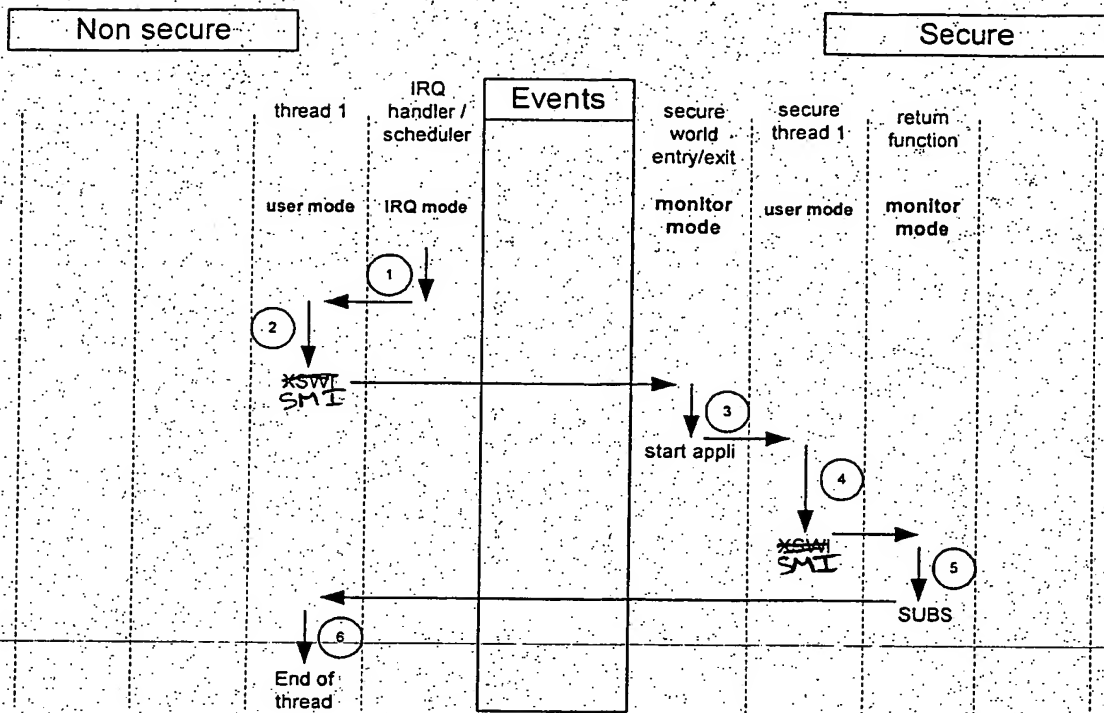 Non secure
Secure
thread 1
IRQ
handler /
scheduler
Events
secure
world
entry/exit
secure
thread 1
return
function
user mode
IRQ mode
monitor
mode
user mode
monitor
mode
1
2
XSWI
SMI
3
start appli
4
XSWI
SMI
5
SUBS
6
End of
thread